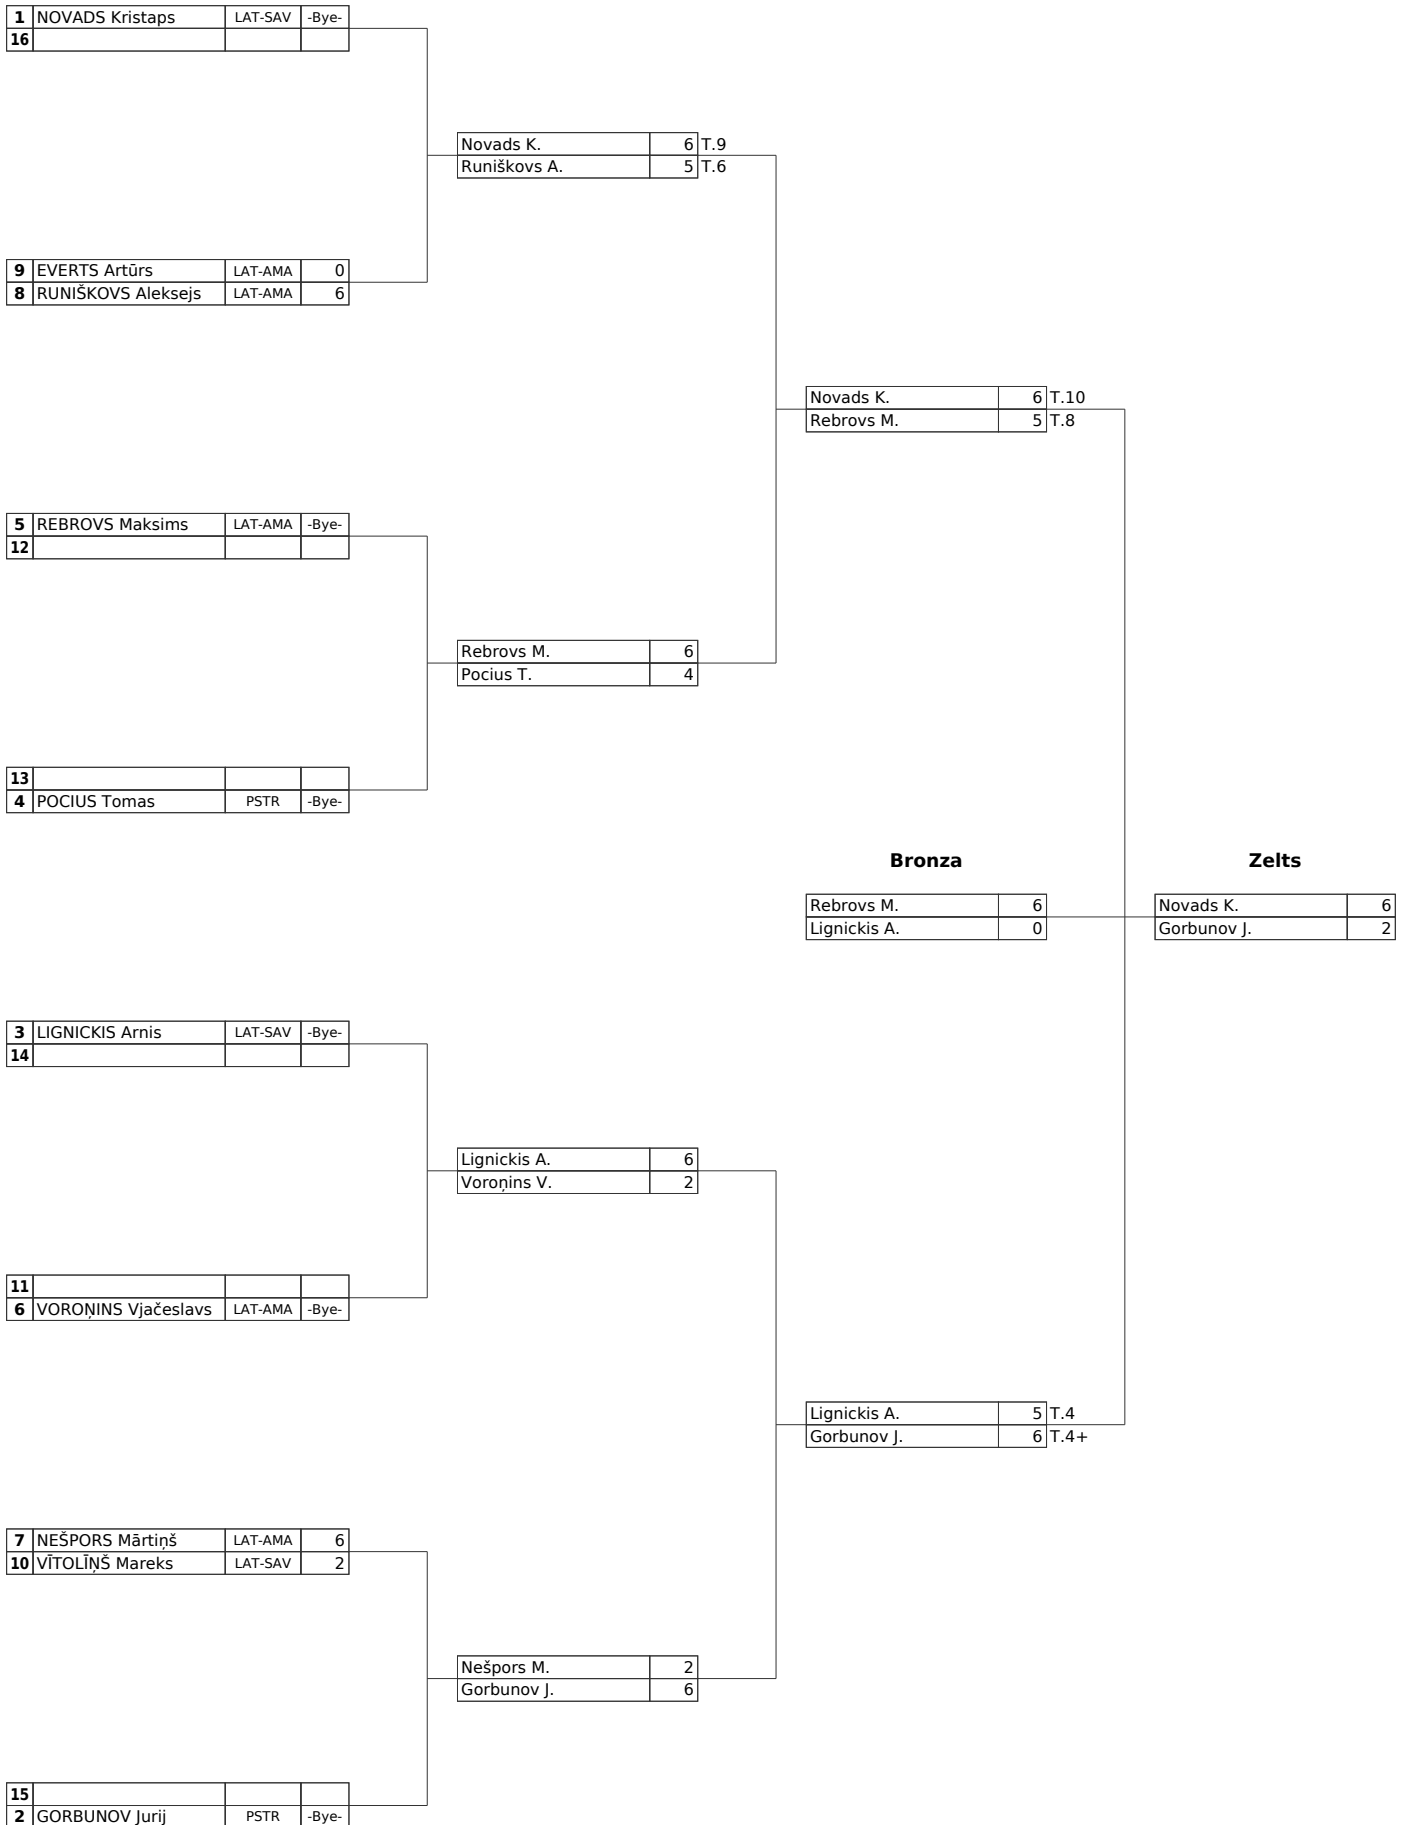 1 NOVADS Kristaps LAT-SAV -Bye-
16
Novads K. 6 T.9
Runiškovs A. 5 T.6
9 EVERTS Artūrs LAT-AMA 0
8 RUNIŠKOVS Aleksejs LAT-AMA 6
Novads K. 6 T.10
Rebrovs M. 5 T.8
5 REBROVS Maksims LAT-AMA -Bye-
12
Rebrovs M. 6
Pocius T. 4
13
4 POCIUS Tomas PSTR -Bye-
Bronza Zelts
Rebrovs M. 6 Novads K. 6
Lignickis A. 0 Gorbunov J. 2
3 LIGNICKIS Arnis LAT-SAV -Bye-
14
Lignickis A. 6
Voroņins V. 2
11
6 VOROŅINS Vjačeslavs LAT-AMA -Bye-
Lignickis A. 5 T.4
Gorbunov J. 6 T.4+
7 NEŠPORS Mārtiņš LAT-AMA 6
10 VĪTOLĪŅŠ Mareks LAT-SAV 2
Nešpors M. 2
Gorbunov J. 6
15
2 GORBUNOV Jurij PSTR -Bye-